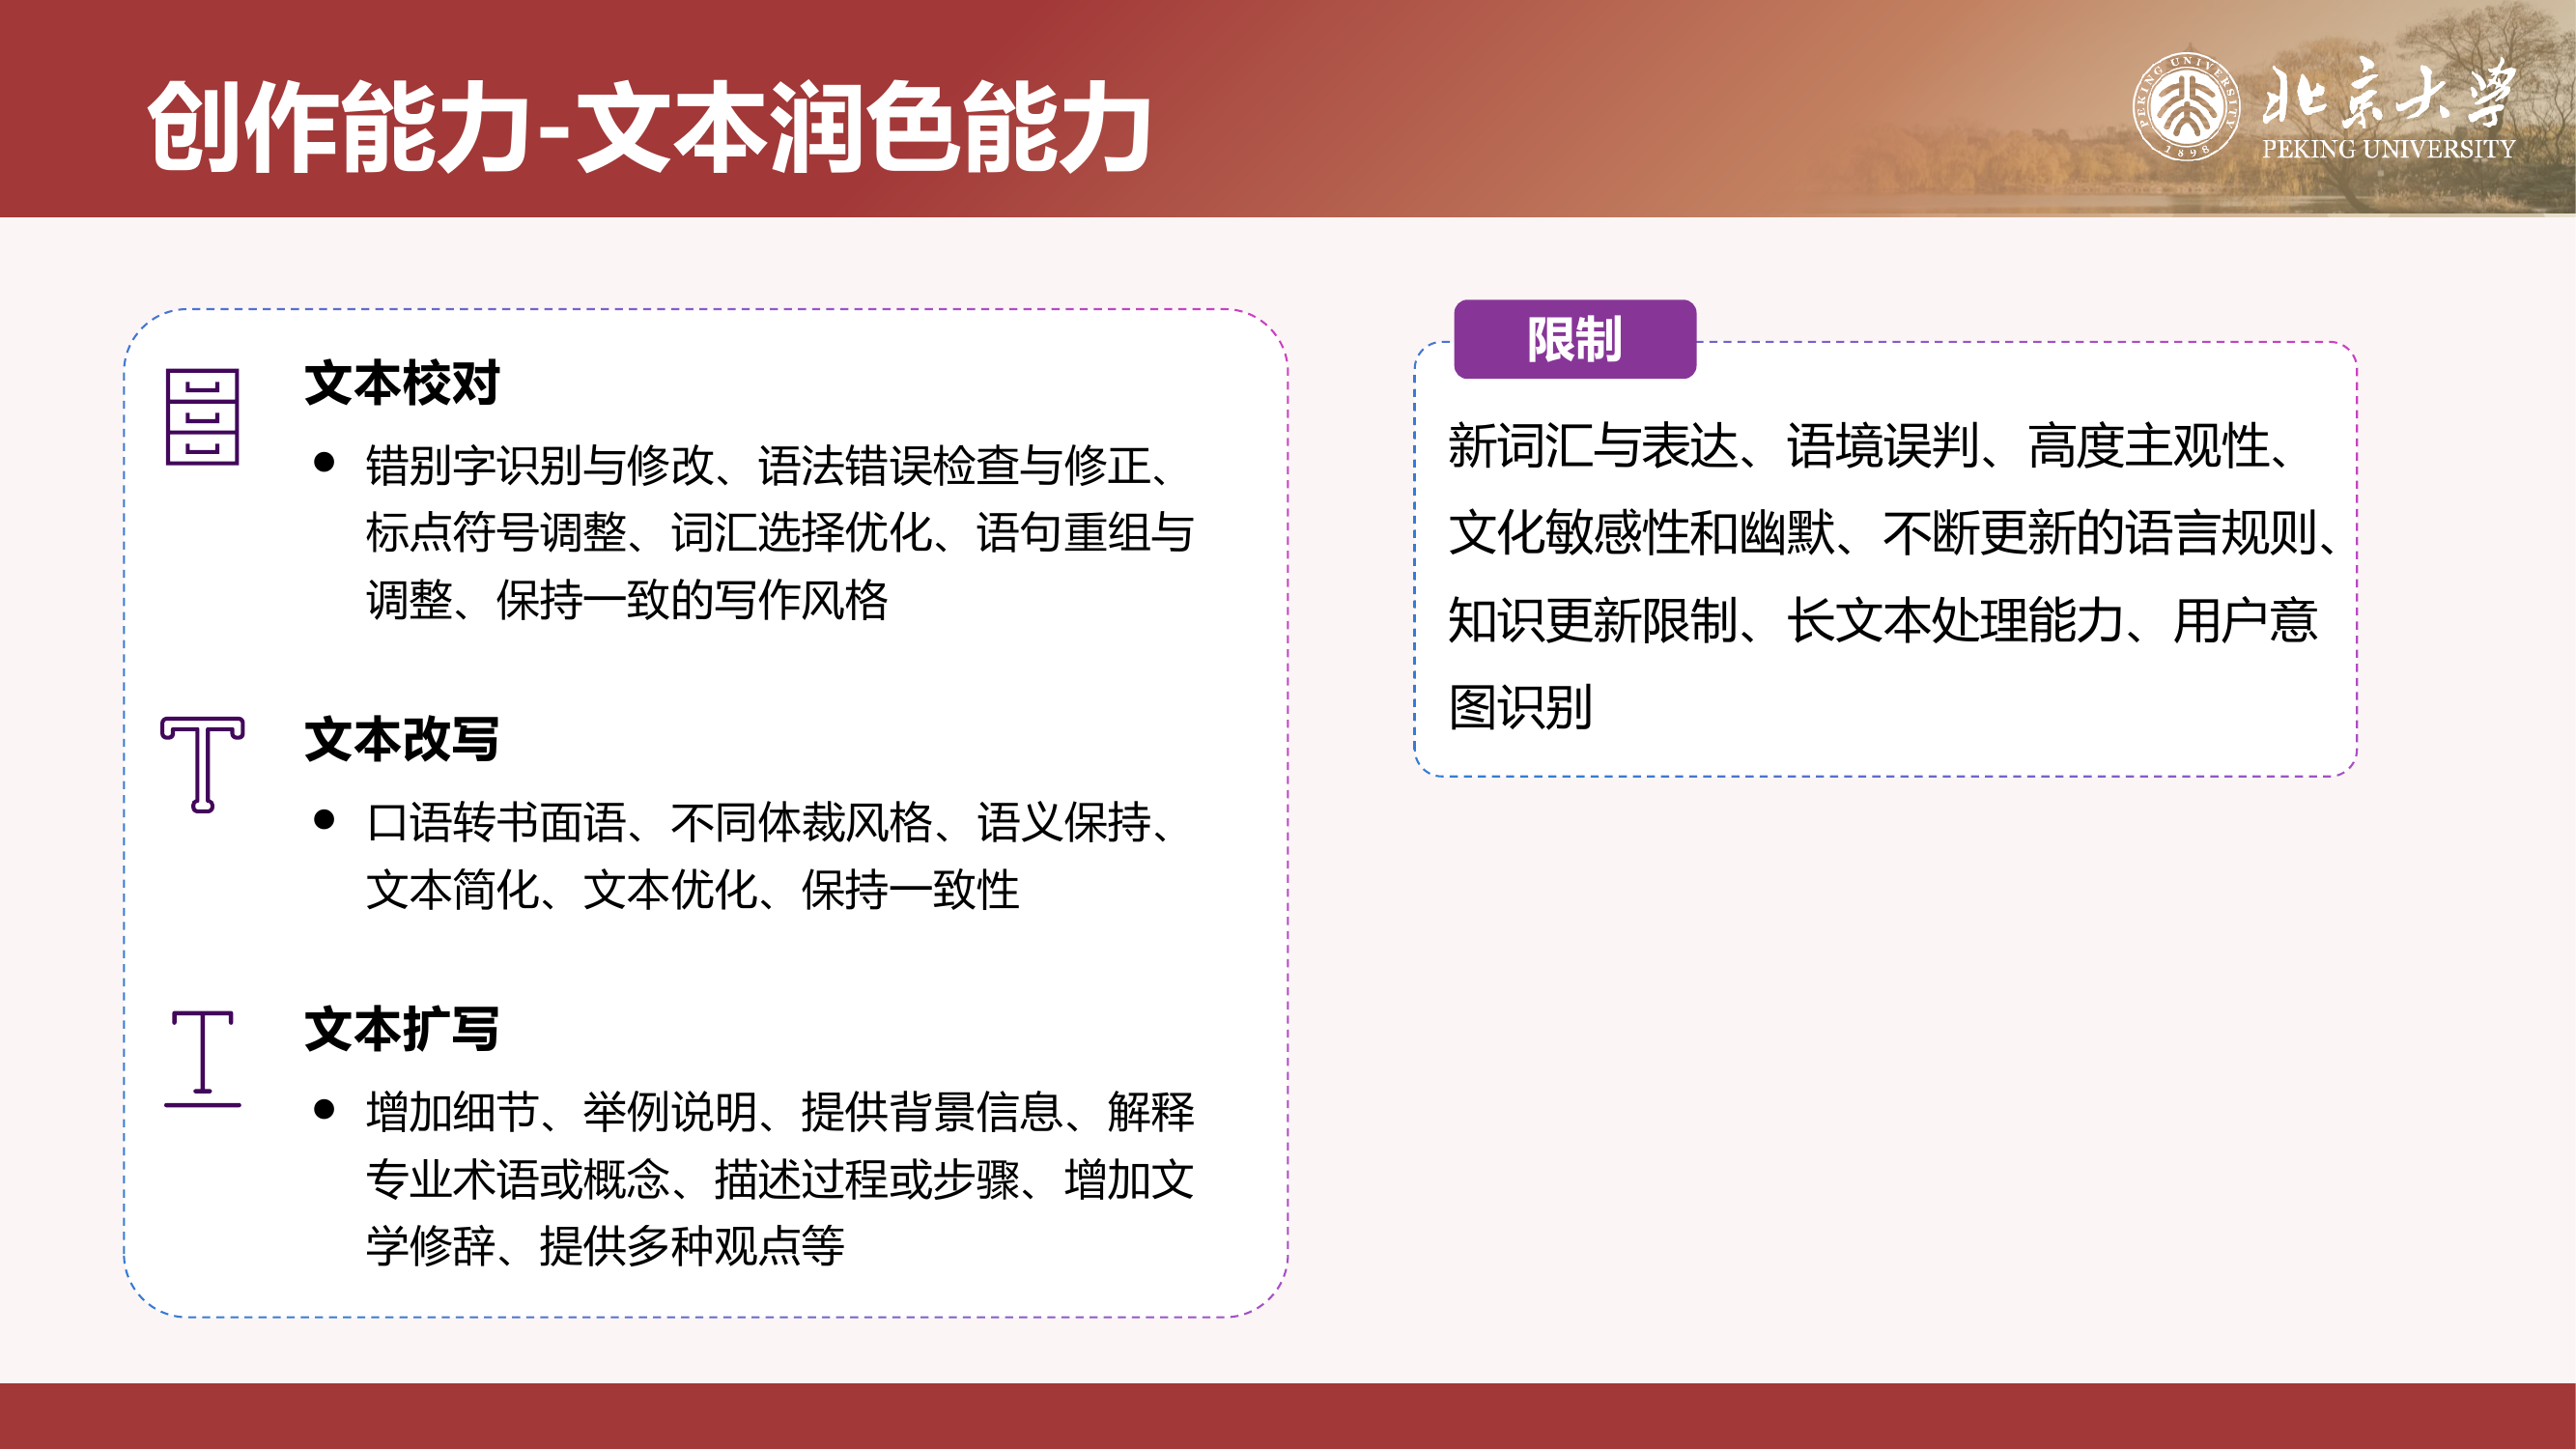 创作能力-文本润色能力
PEKING UNIVERSITY
1898
北京大学
PEKING UNIVERSITY
文本校对
● 错别字识别与修改、语法错误检查与修正、
标点符号调整、词汇选择优化、语句重组与
调整、保持一致的写作风格
文本改写
● 口语转书面语、不同体裁风格、语义保持、
文本简化、文本优化、保持一致性
文本扩写
● 增加细节、举例说明、提供背景信息、解释
专业术语或概念、描述过程或步骤、增加文
学修辞、提供多种观点等
限制
新词汇与表达、语境误判、高度主观性、
文化敏感性和幽默、不断更新的语言规则、
知识更新限制、长文本处理能力、用户意
图识别